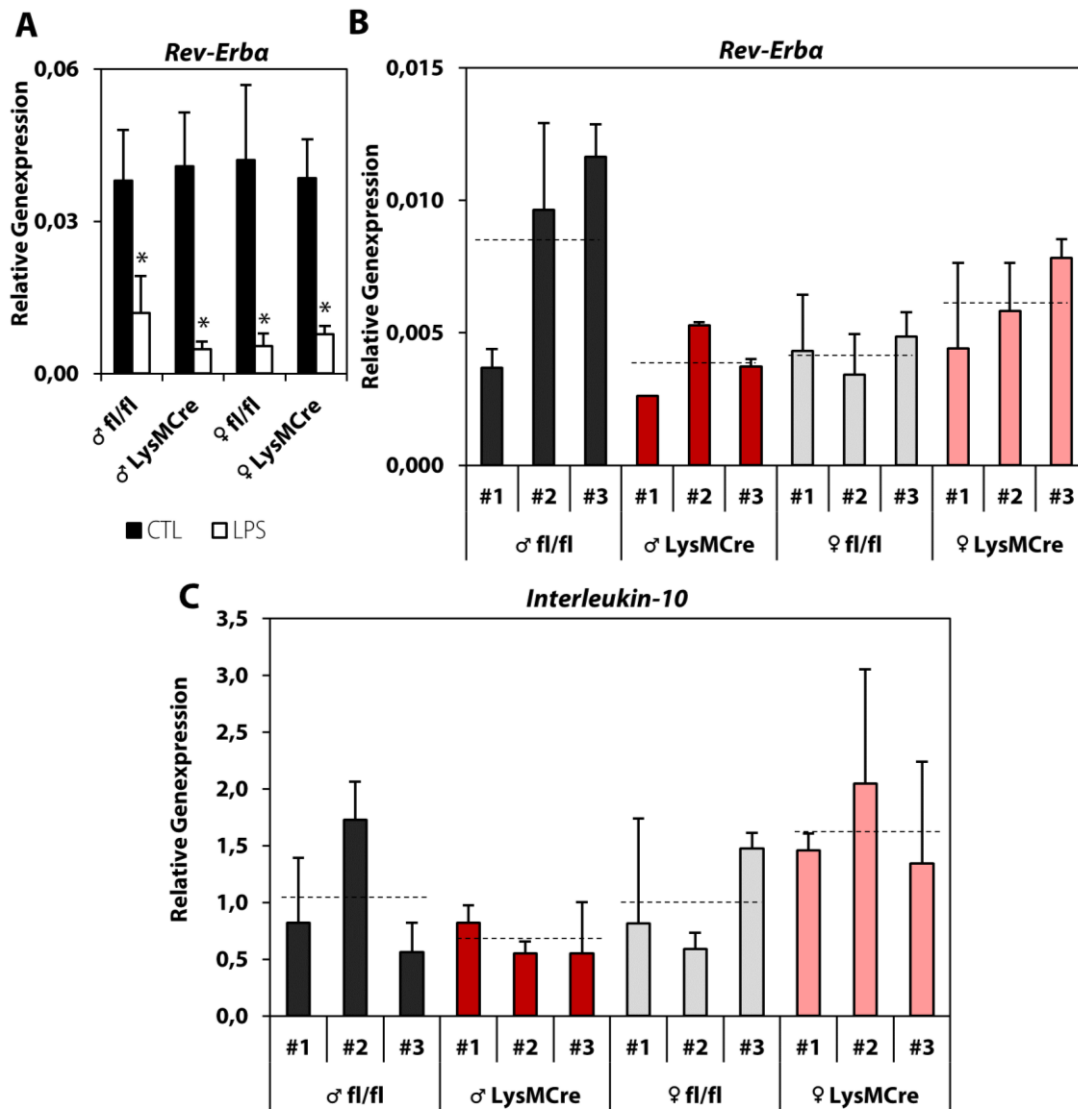 A
Rev-Erba
Relative Genexpression
0,06
0,03
0,00
*
*
*
*
♂ fl/fl
♂ LysMCre
♀ fl/fl
♀ LysMCre
CTL
LPS
B
Rev-Erba
Relative Genexpression
0,015
0,010
0,005
0,000
#1 #2 #3 #1 #2 #3 #1 #2 #3 #1 #2 #3
♂ fl/fl ♂ LysMCre ♀ fl/fl ♀ LysMCre
C
Interleukin-10
Relative Genexpression
3,5
3,0
2,5
2,0
1,5
1,0
0,5
0,0
#1 #2 #3 #1 #2 #3 #1 #2 #3 #1 #2 #3
♂ fl/fl ♂ LysMCre ♀ fl/fl ♀ LysMCre